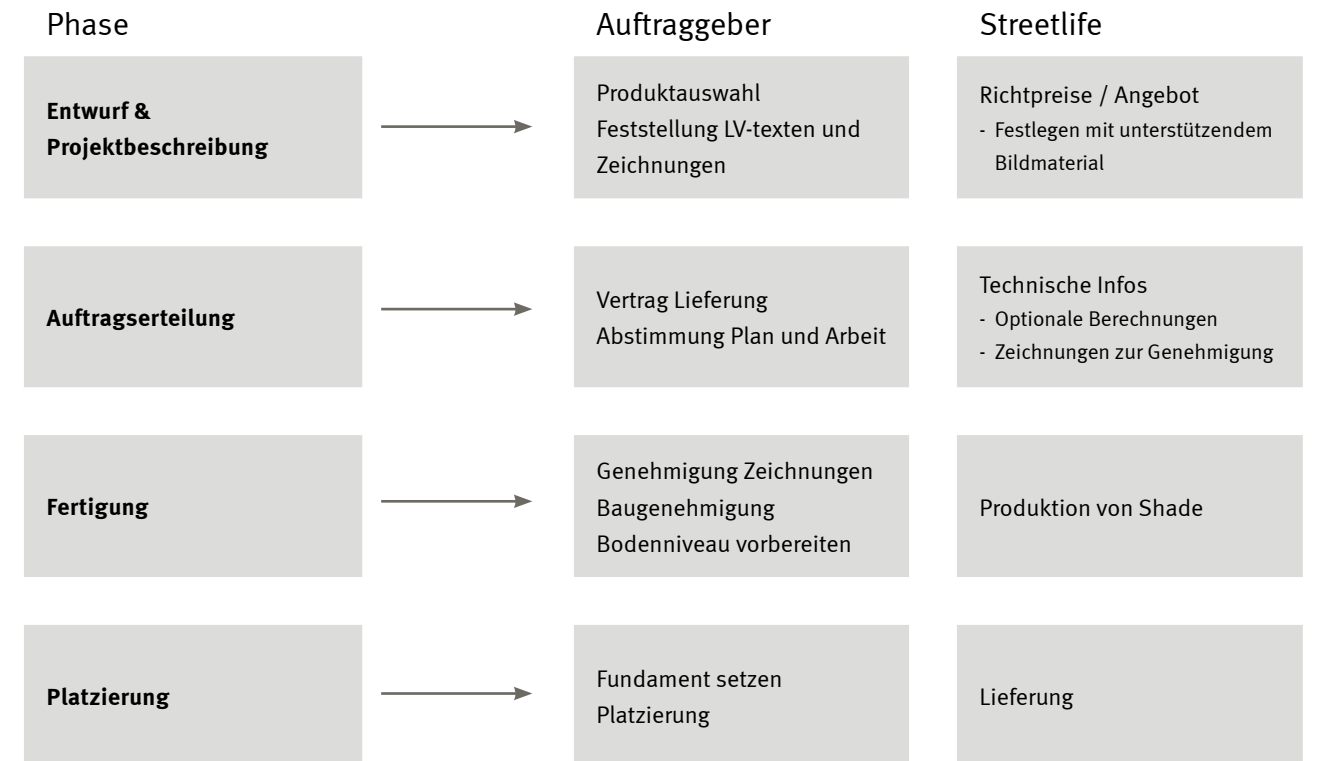 Phase
Auftraggeber
Streetlife
Entwurf &
Projektbeschreibung
Produktauswahl
Feststellung LV-texten und
Zeichnungen
Richtpreise / Angebot
- Festlegen mit unterstützendem
Bildmaterial
Auftragserteilung
Vertrag Lieferung
Abstimmung Plan und Arbeit
Technische Infos
- Optionale Berechnungen
- Zeichnungen zur Genehmigung
Fertigung
Genehmigung Zeichnungen
Baugenehmigung
Bodenniveau vorbereiten
Produktion von Shade
Platzierung
Fundament setzen
Platzierung
Lieferung